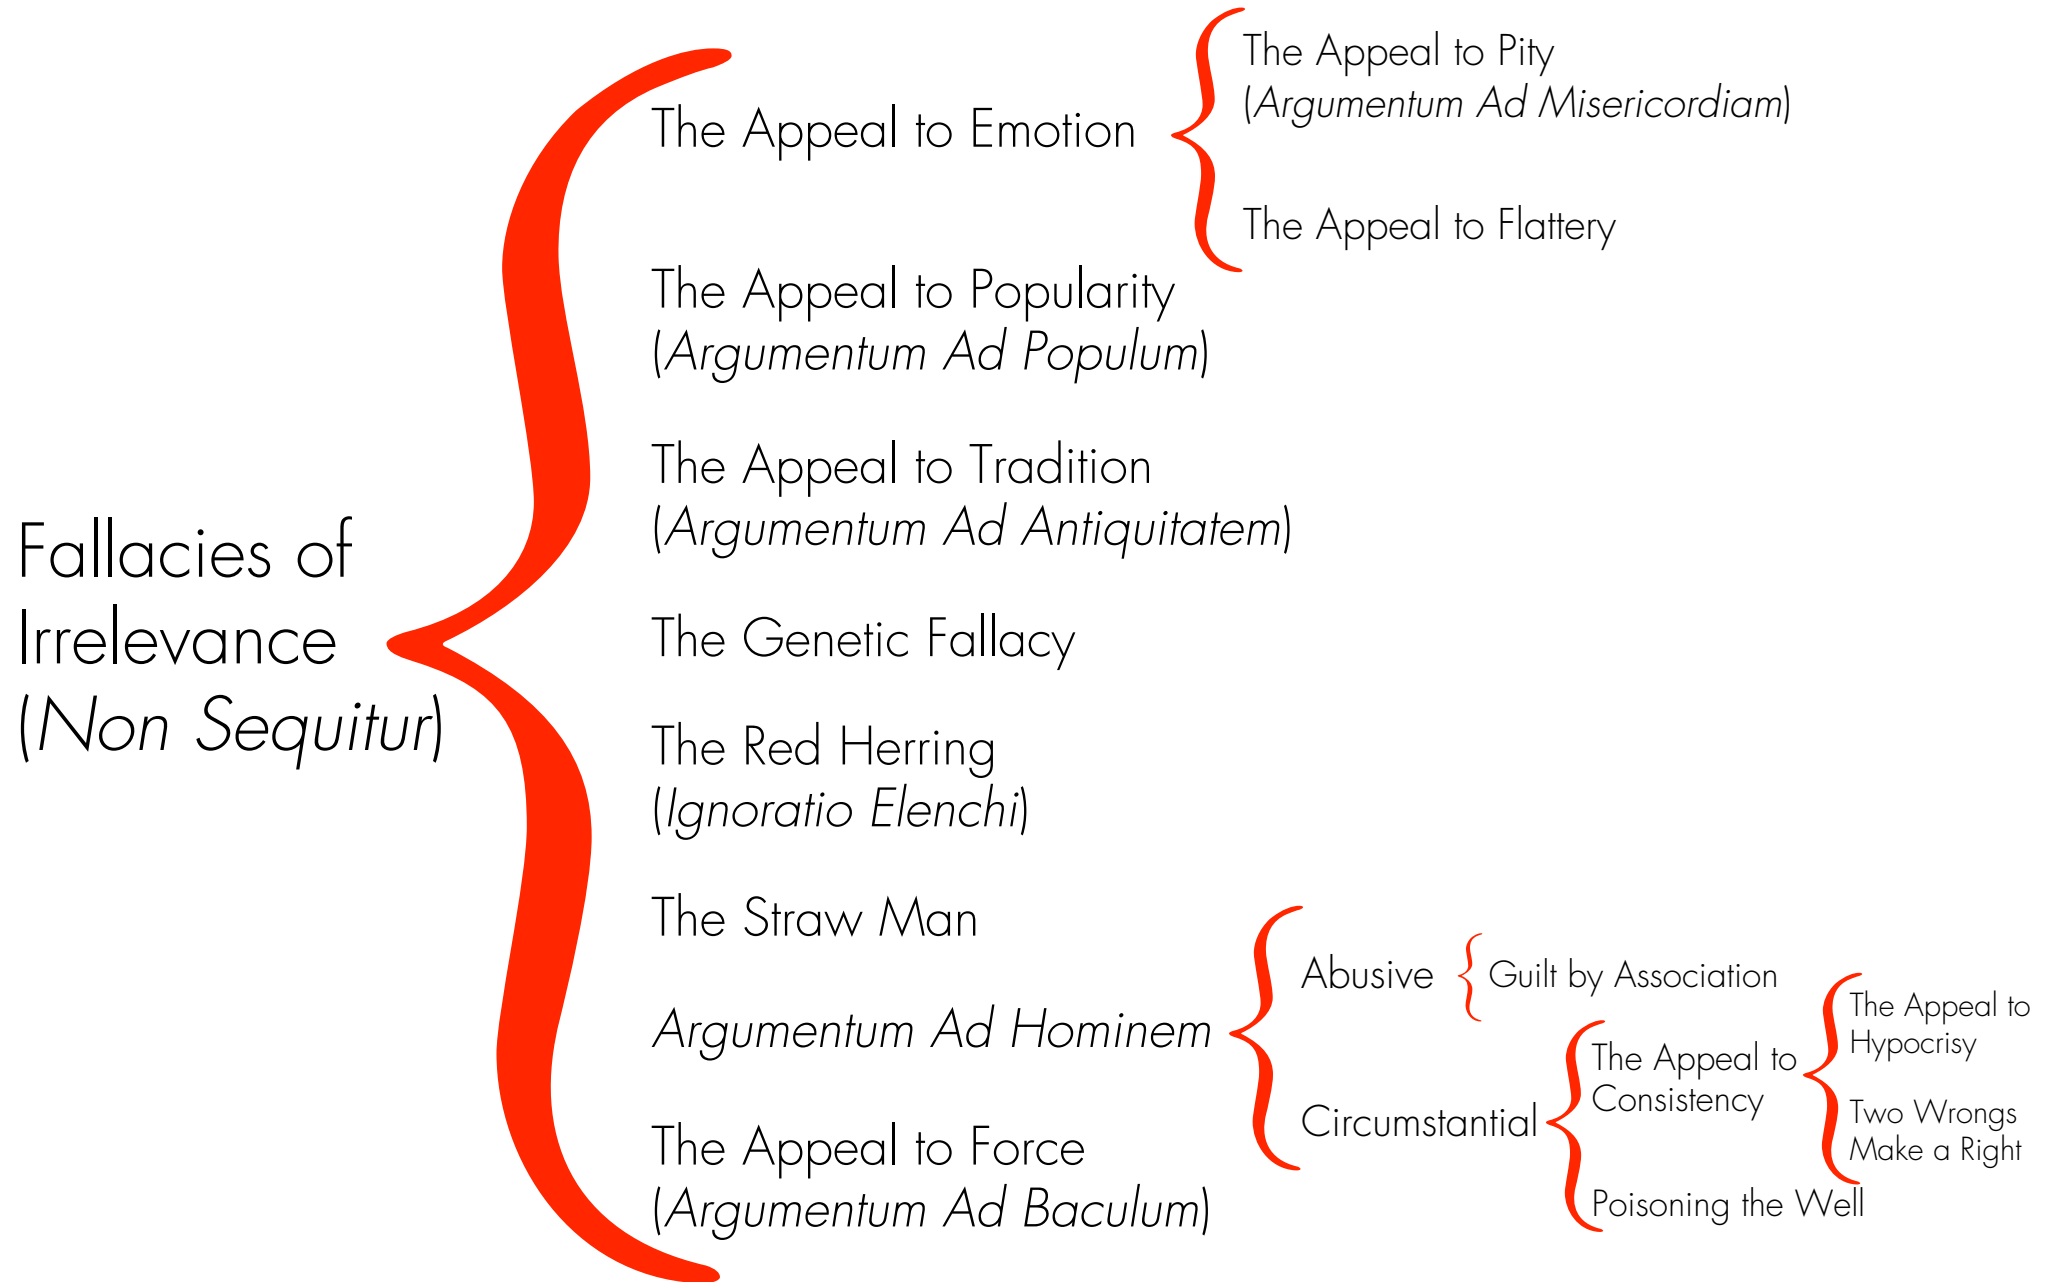 Fallacies of
Irrelevance
(Non Sequitur)
The Appeal to Emotion
The Appeal to Pity
(Argumentum Ad Misericordiam)
The Appeal to Flattery
The Appeal to Popularity
(Argumentum Ad Populum)
The Appeal to Tradition
(Argumentum Ad Antiquitatem)
The Genetic Fallacy
The Red Herring
(Ignoratio Elenchi)
The Straw Man
Argumentum Ad Hominem
Abusive
Guilt by Association
Circumstantial
The Appeal to
Consistency
The Appeal to
Hypocrisy
Two Wrongs
Make a Right
Poisoning the Well
The Appeal to Force
(Argumentum Ad Baculum)